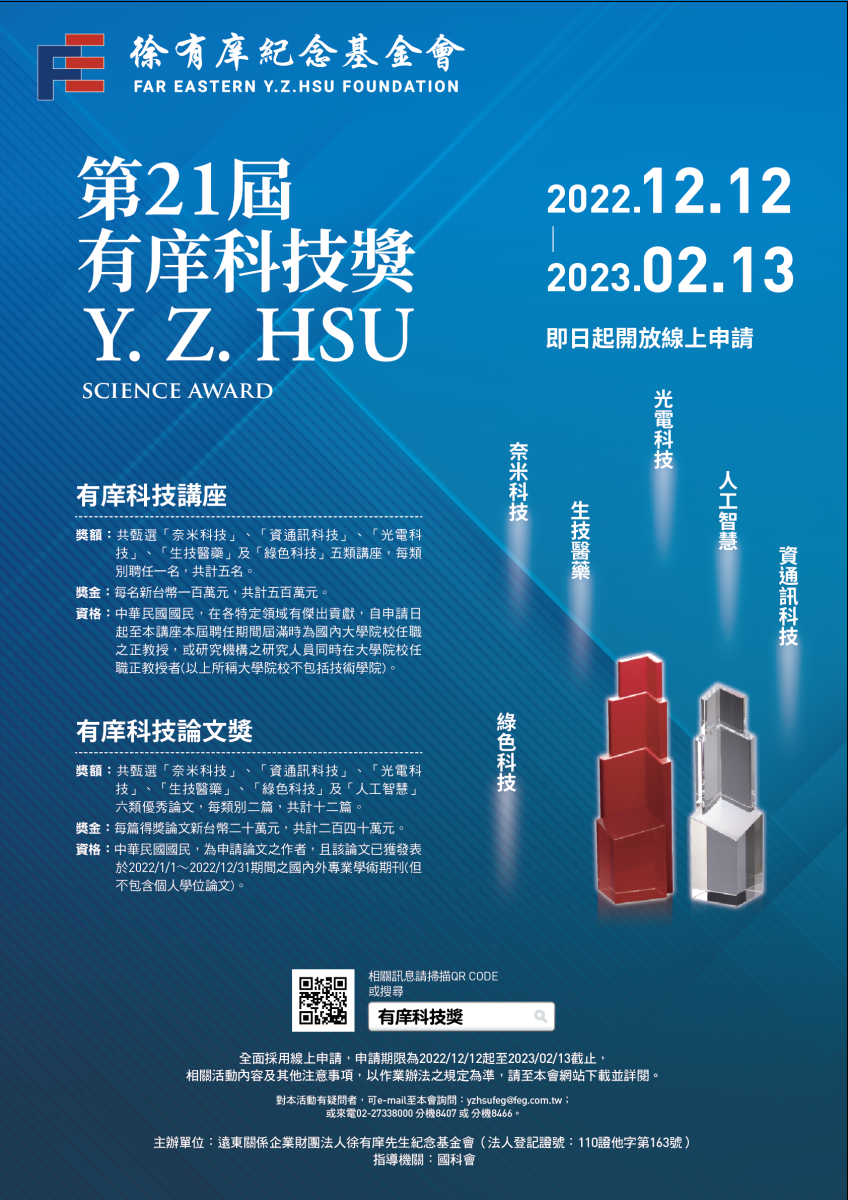 徐有庠紀念基金會
FAR EASTERN Y.Z.HSU FOUNDATION
第21屆
有庠科技獎
Y. Z. HSU
SCIENCE AWARD
2022.12.12
2023.02.13
即日起開放線上申請
光電科技
奈米科技
人工智慧
生技醫藥
資通訊科技
綠色科技
有庠科技講座
獎額：共甄選「奈米科技」、「資通訊科技」、「光電科
技」、「生技醫藥」及「綠色科技」五類講座，每類
別聘任一名，共計五名。
獎金：每名新台幣一百萬元，共計五百萬元。
資格：中華民國國民，在各特定領域有傑出貢獻，自申請日
起至本講座本屆聘任期間屆滿時為國內大學院校任職
之正教授，或研究機構之研究人員同時在大學院校任
職正教授者(以上所稱大學院校不包括技術學院)。
有庠科技論文獎
獎額：共甄選「奈米科技」、「資通訊科技」、「光電科
技」、「生技醫藥」、「綠色科技」及「人工智慧」
六類優秀論文，每類別二篇，共計十二篇。
獎金：每篇得獎論文新台幣二十萬元，共計二百四十萬元。
資格：中華民國國民，為申請論文之作者，且該論文已獲發表
於2022/1/1～2022/12/31期間之國內外專業學術期刊(但
不包含個人學位論文)。
相關訊息請掃描QR CODE
或搜尋
有庠科技獎
全面採用線上申請，申請期限為2022/12/12起至2023/02/13截止，
相關活動內容及其他注意事項，以作業辦法之規定為準，請至本會網站下載並詳閱。
對本活動有疑問者，可e-mail至本會詢問：yzhsufeg@feg.com.tw；
或來電02-27338000 分機8407 或 分機8466。
主辦單位：遠東關係企業財團法人徐有庠先生紀念基金會（法人登記證號：110證他字第163號）
指導機關：國科會